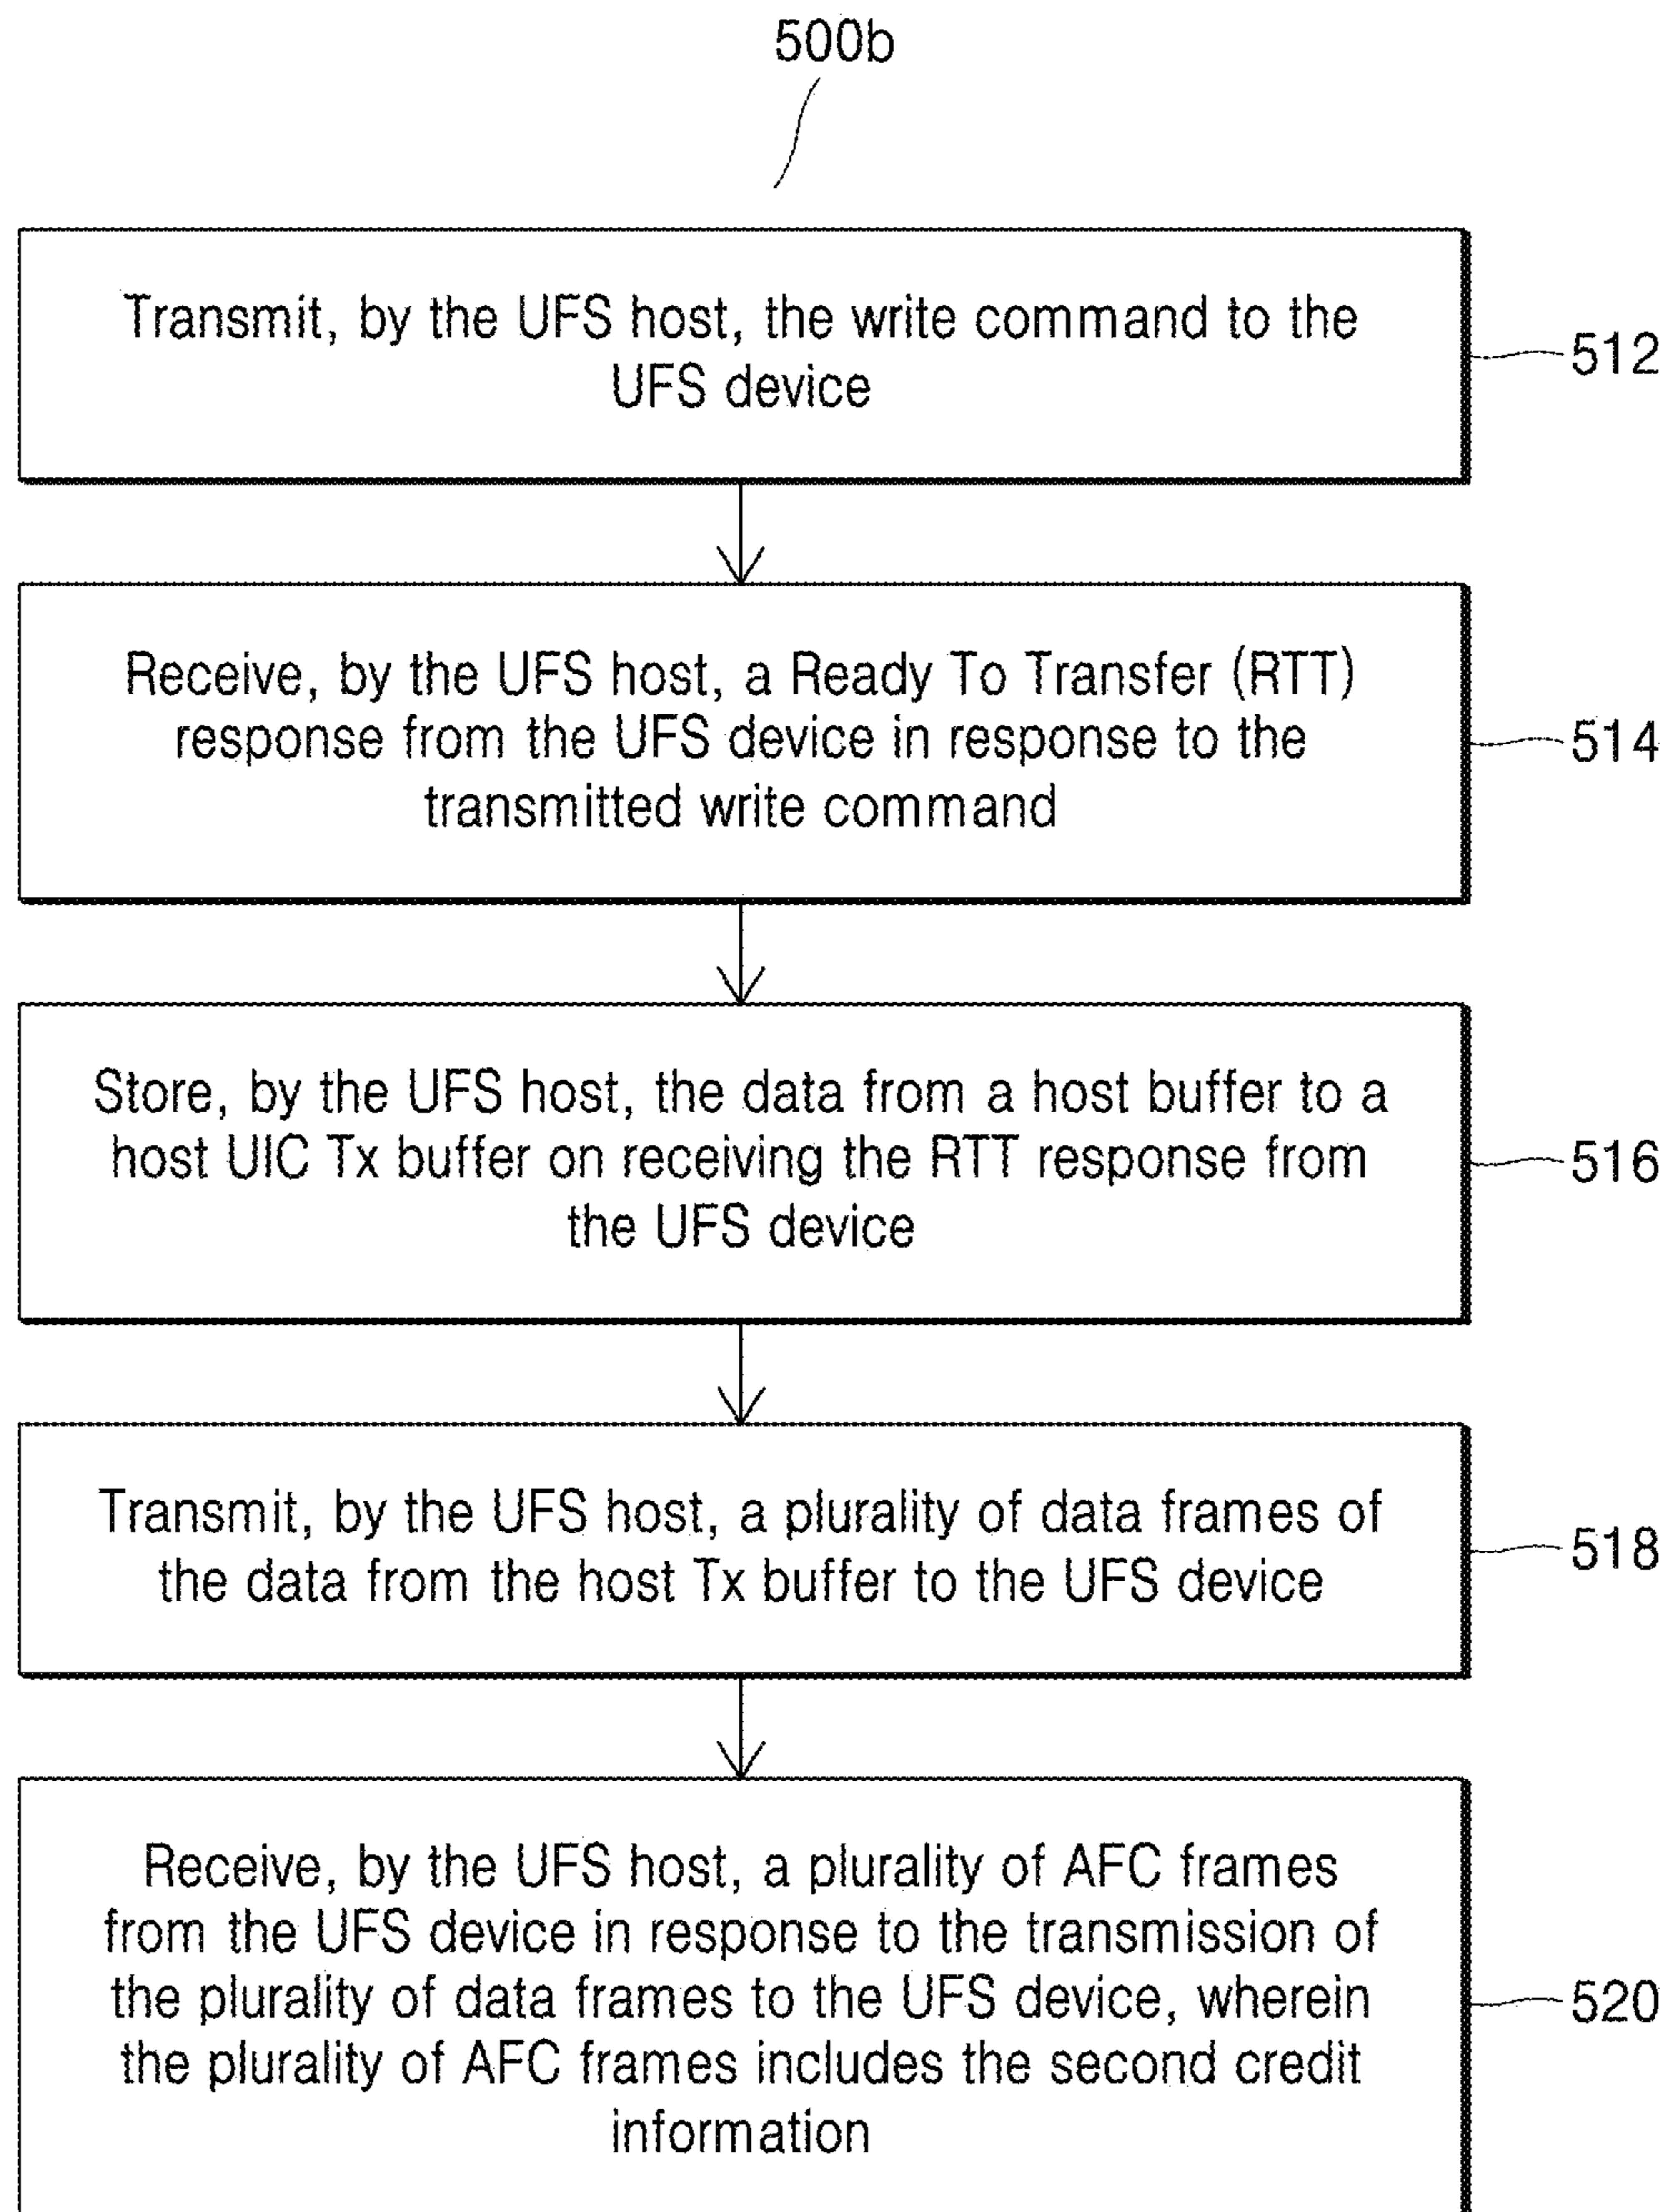 500b
Transmit, by the UFS host, the write command to the
UFS device
512
Receive, by the UFS host, a Ready To Transfer (RTT)
response from the UFS device in response to the
transmitted write command
514
Store, by the UFS host, the data from a host buffer to a
host UIC Tx buffer on receiving the RTT response from
the UFS device
516
Transmit, by the UFS host, a plurality of data frames of
the data from the host Tx buffer to the UFS device
518
Receive, by the UFS host, a plurality of AFC frames
from the UFS device in response to the transmission of
the plurality of data frames to the UFS device, wherein
the plurality of AFC frames includes the second credit
information
520